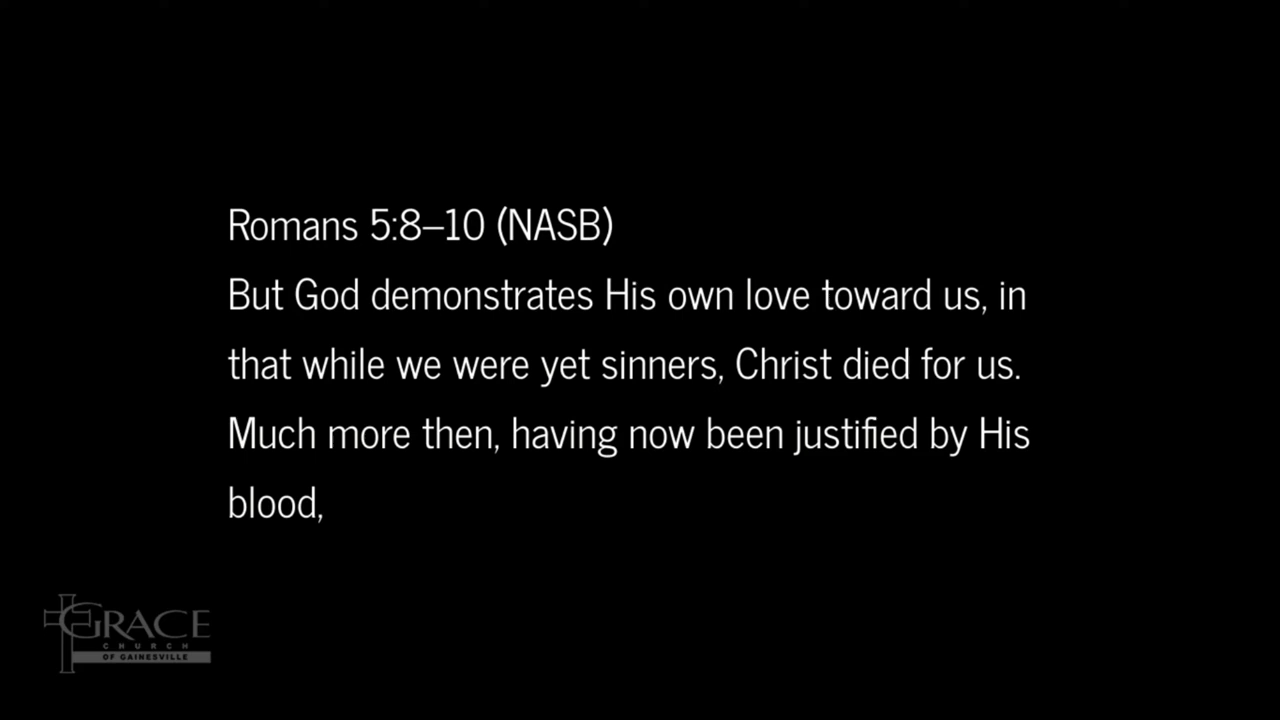 Romans 5:8–10 (NASB)
But God demonstrates His own love toward us, in
that while we were yet sinners, Christ died for us.
Much more then, having now been justified by His
blood,
GRACE
CHURCH
OF GAINESVILLE